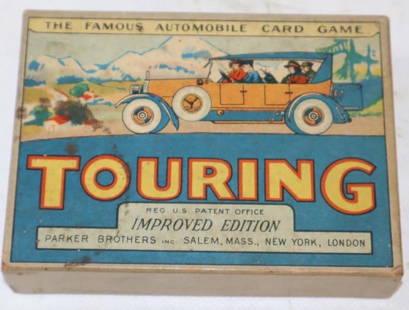 THE FAMOUS AUTOMOBILE CARD GAME
TOURING
REG U.S. PATENT OFFICE
IMPROVED EDITION
PARKER BROTHERS INC. SALEM, MASS., NEW YORK, LONDON